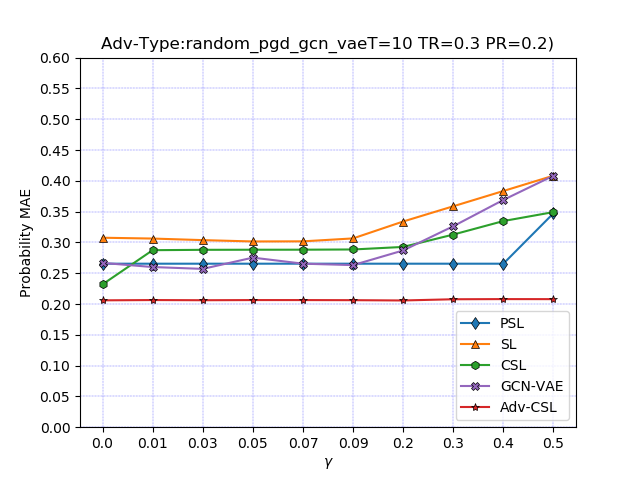 Adv-Type:random_pgd_gcn_vaeT=10 TR=0.3 PR=0.2)
0.60
0.55
0.50
0.45
0.40
0.35
0.30
0.25
0.20
0.15
0.10
0.05
0.00
Probability MAE
PSL
SL
CSL
GCN-VAE
Adv-CSL
0.0 0.01 0.03 0.05 0.07 0.09 0.2 0.3 0.4 0.5
γ